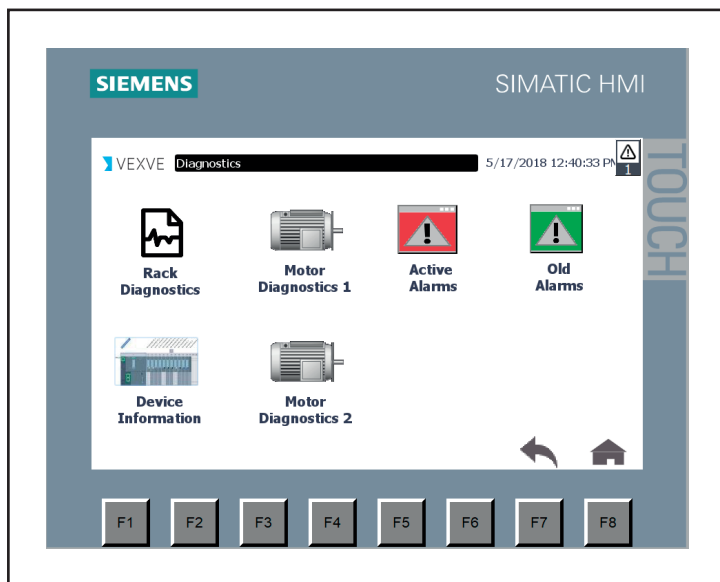 SIEMENS
SIMATIC HMI
TOUCH
VEXVE
Diagnostics
5/17/2018 12:40:33 PM
1
Rack
Diagnostics
Motor
Diagnostics 1
Active
Alarms
Old
Alarms
Device
Information
Motor
Diagnostics 2
F1
F2
F3
F4
F5
F6
F7
F8